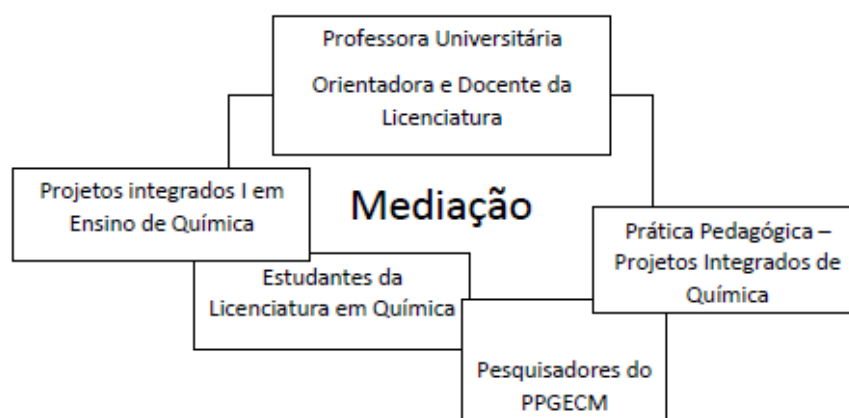 Professora Universitária
Orientadora e Docente da
Licenciatura
Projetos integrados I em
Ensino de Química
Mediação
Prática Pedagógica –
Projetos Integrados de
Química
Estudantes da
Licenciatura em Química
Pesquisadores do
PPGECM